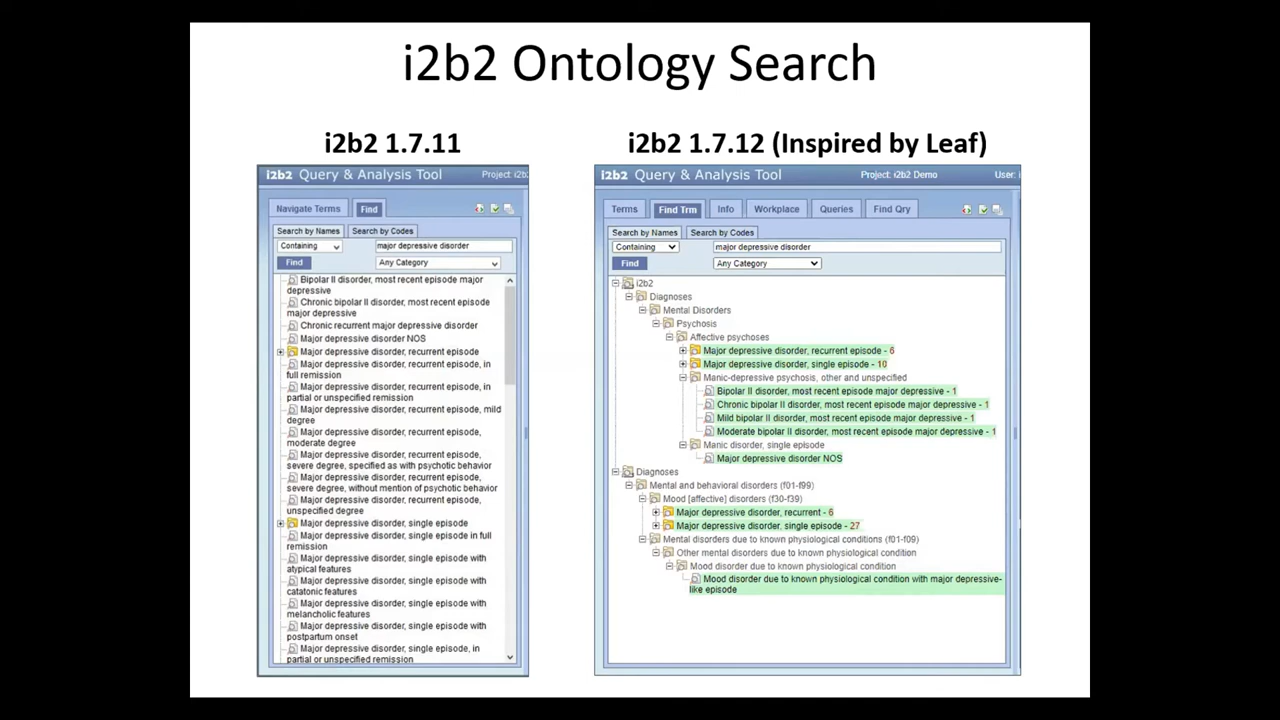 i2b2 Ontology Search
i2b2 1.7.11
i2b2 Query & Analysis Tool
Project: i2b2
Navigate Terms
Find
Search by Names
Search by Codes
Containing
major depressive disorder
Find
Any Category
Bipolar II disorder, most recent episode major
depressive
Chronic bipolar II disorder, most recent episode
major depressive
Chronic recurrent major depressive disorder
Major depressive disorder NOS
Major depressive disorder, recurrent episode
Major depressive disorder, recurrent episode, in
full remission
Major depressive disorder, recurrent episode, in
partial or unspecified remission
Major depressive disorder, recurrent episode, mild
degree
Major depressive disorder, recurrent episode,
moderate degree
Major depressive disorder, recurrent episode,
severe degree, specified as with psychotic behavior
Major depressive disorder, recurrent episode,
severe degree, without mention of psychotic behavior
Major depressive disorder, recurrent episode,
unspecified degree
Major depressive disorder, single episode
Major depressive disorder, single episode in full
remission
Major depressive disorder, single episode with
atypical features
Major depressive disorder, single episode with
catatonic features
Major depressive disorder, single episode with
melancholic features
Major depressive disorder, single episode with
postpartum onset
Major depressive disorder, single episode, in
partial or unspecified remission
i2b2 1.7.12 (Inspired by Leaf)
i2b2 Query & Analysis Tool
Project: i2b2 Demo
User:
Terms
Find Trm
Info
Workplace
Queries
Find Qry
Search by Names
Search by Codes
Containing
major depressive disorder
Find
Any Category
i2b2
Diagnoses
Mental Disorders
Psychosis
Affective psychoses
Major depressive disorder, recurrent episode - 6
Major depressive disorder, single episode - 10
Manic-depressive psychosis, other and unspecified
Bipolar II disorder, most recent episode major depressive - 1
Chronic bipolar II disorder, most recent episode major depressive - 1
Mild bipolar II disorder, most recent episode major depressive - 1
Moderate bipolar II disorder, most recent episode major depressive - 1
Manic disorder, single episode
Major depressive disorder NOS
Diagnoses
Mental and behavioral disorders (f01-f99)
Mood [affective] disorders (f30-f39)
Major depressive disorder, recurrent - 6
Major depressive disorder, single episode - 27
Mental disorders due to known physiological conditions (f01-f09)
Other mental disorders due to known physiological condition
Mood disorder due to known physiological condition
Mood disorder due to known physiological condition with major depressive-
like episode